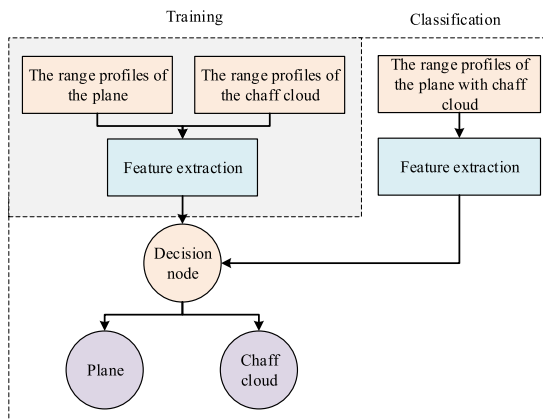 Training
Classification
The range profiles of
the plane
The range profiles of
the chaff cloud
The range profiles of
the plane with chaff
cloud
Feature extraction
Feature extraction
Decision
node
Plane
Chaff
cloud